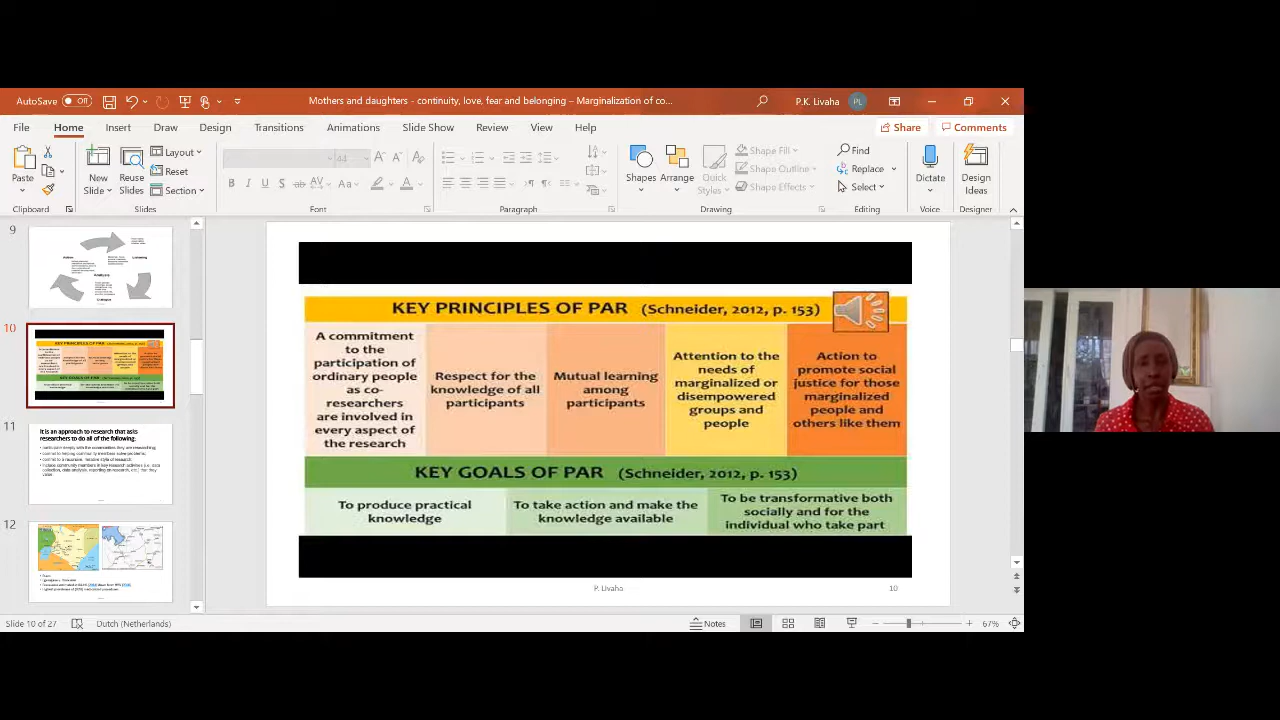 AutoSave Off Mothers and daughters - continuity, love, fear and belonging – Marginalization of co... P.K. Livaha PL
File Home Insert Draw Design Transitions Animations Slide Show Review View Help Share Comments
Paste
New
Slide
Reuse
Slides
Layout
Reset
Section
44
Shapes
Arrange
Quick
Styles
Shape Fill
Shape Outline
Shape Effects
Find
Replace
Select
Dictate
Design
Ideas
Clipboard Slides Font Paragraph Drawing Editing Voice Designer
9
10
11
It is an approach to research that asks
researchers to do all of the following:
12
KEY PRINCIPLES OF PAR (Schneider, 2012, p. 153)
A commitment
to the
participation of
ordinary people
as co-
researchers
are involved in
every aspect of
the research
Respect for the
knowledge of all
participants
Mutual learning
among
participants
Attention to the
needs of
marginalized or
disempowered
groups and
people
Action to
promote social
justice for those
marginalized
people and
others like them
KEY GOALS OF PAR (Schneider, 2012, p. 153)
To produce practical
knowledge
To take action and make the
knowledge available
To be transformative both
socially and for the
individual who take part
P. Livaha 10
Slide 10 of 27 Dutch (Netherlands) Notes 67%